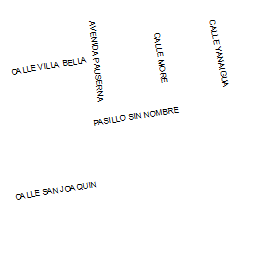 AVENIDA PAUSERNA
CALLE YANAIGUA
CALLE MORE
CALLE VILLA BELLA
PASILLO SIN NOMBRE
CALLE SAN JOAQUIN